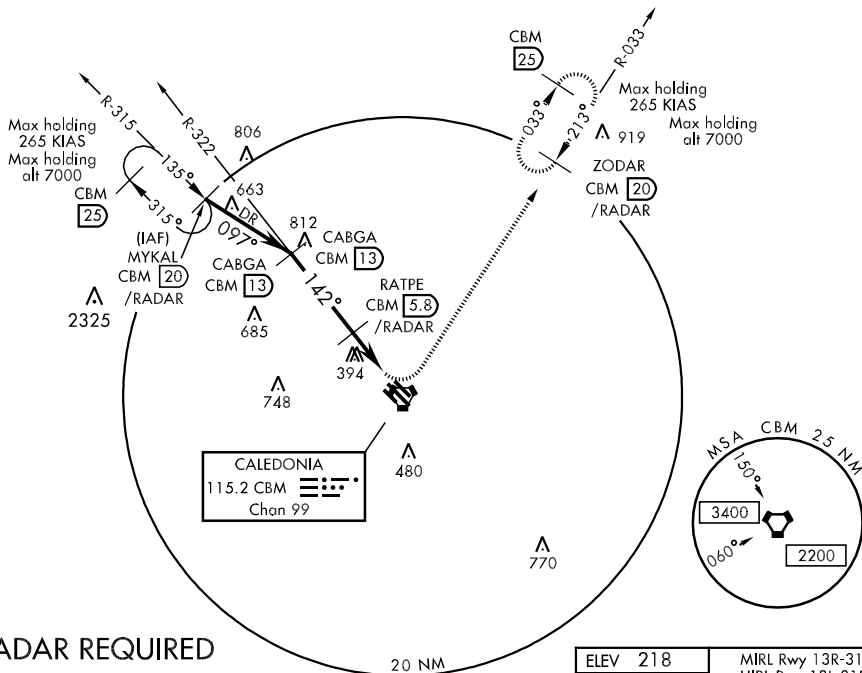 CBM
25
R-033
Max holding
265 KIAS
Max holding
alt 7000
R-315
R-322
806
033°
213°
Max holding
265 KIAS
alt 7000
919
135°
315°
CBM
25
663
DR
097°
812
CABGA
CBM 13
ZODAR
CBM 20
/RADAR
(IAF)
MYKAL
CBM 20
/RADAR
CABGA
CBM 13
142°
RATPE
CBM 5.8
/RADAR
2325
685
394
748
CALEDONIA
115.2 CBM
Chan 99
480
MSA CBM 25 NM
150°
3400
060°
2200
770
ADAR REQUIRED
20 NM
ELEV 218
MIRL Rwy 13R-31